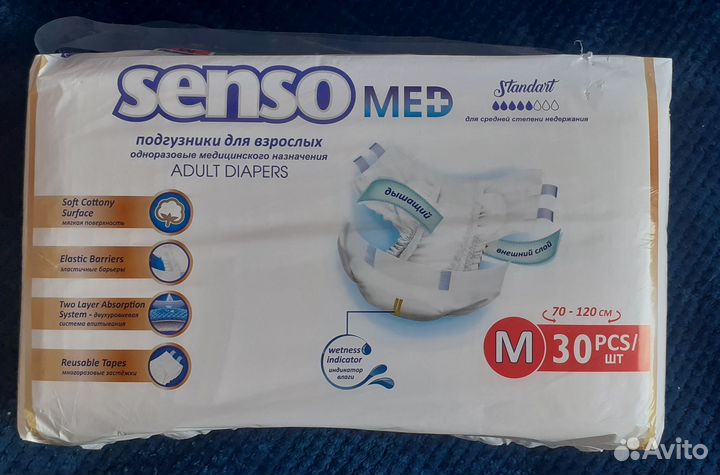 senso MED+
Standart
для средней степени недержания
подгузники для взрослых
одноразовые медицинского назначения
ADULT DIAPERS
Soft Cottony
Surface
мягкая поверхность
Elastic Barriers
эластичные барьеры
Two Layer Absorption
System - двухуровневая
система впитывания
Reusable Tapes
многоразовые застёжки
дышащий
внешний слой
wetness
indicator
индикатор
влаги
70 - 120 СМ
M 30 PCS/
ШТ
Avito